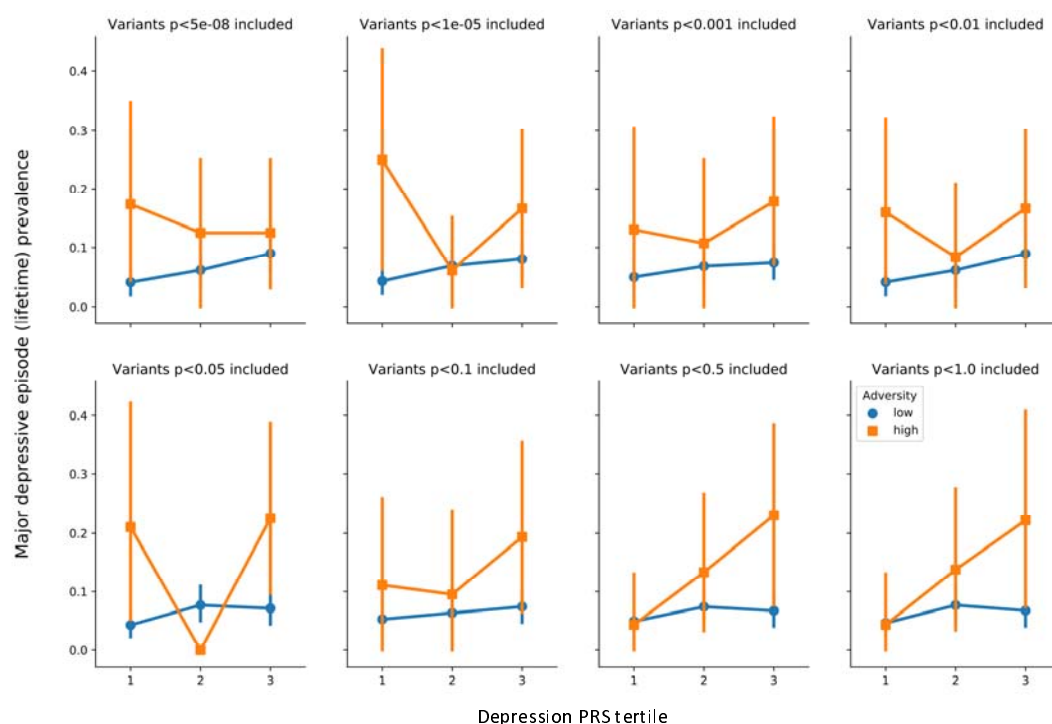 Variants p<5e-08 included
Variants p<1e-05 included
Variants p<0.001 included
Variants p<0.01 included
0.4
0.3
0.2
0.1
0.0
Major depressive episode (lifetime) prevalence
Variants p<0.05 included
Variants p<0.1 included
Variants p<0.5 included
Variants p<1.0 included
0.4
0.3
0.2
0.1
0.0
Adversity
low
high
1 2 3
1 2 3
1 2 3
1 2 3
Depression PRS tertile